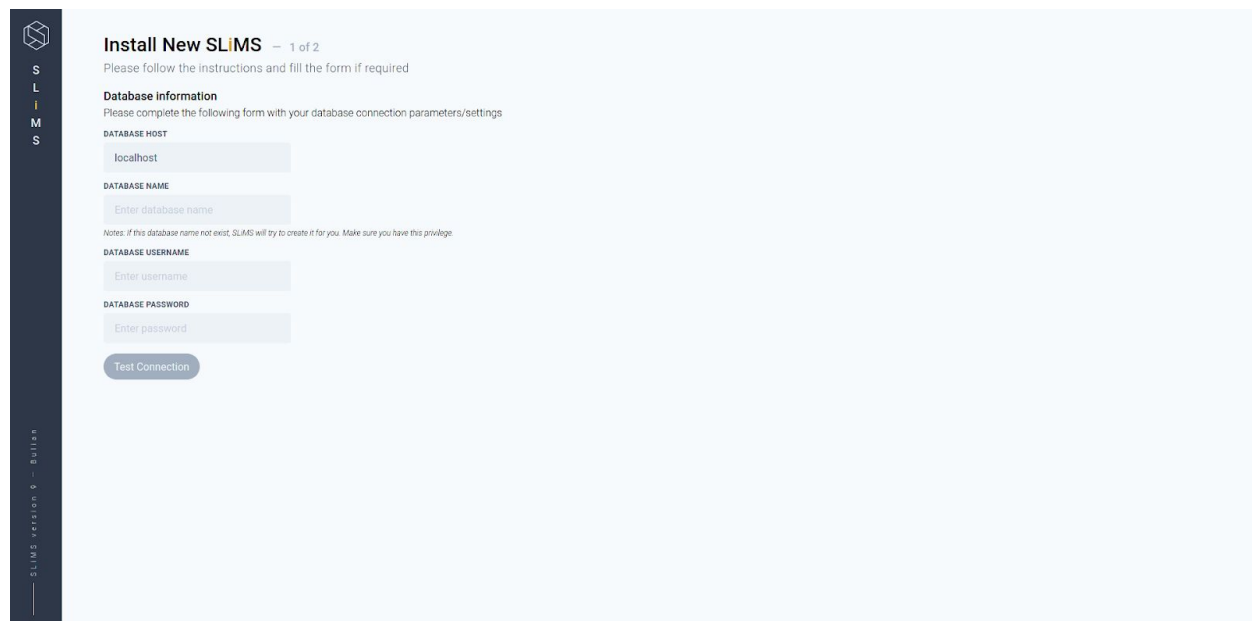 S
L
i
M
S
SLiMS version 9 – Bulian
Install New SLiMS – 1 of 2
Please follow the instructions and fill the form if required
Database information
Please complete the following form with your database connection parameters/settings
DATABASE HOST
localhost
DATABASE NAME
Enter database name
Notes: If this database name not exist, SLiMS will try to create it for you. Make sure you have this privilege.
DATABASE USERNAME
Enter username
DATABASE PASSWORD
Enter password
Test Connection